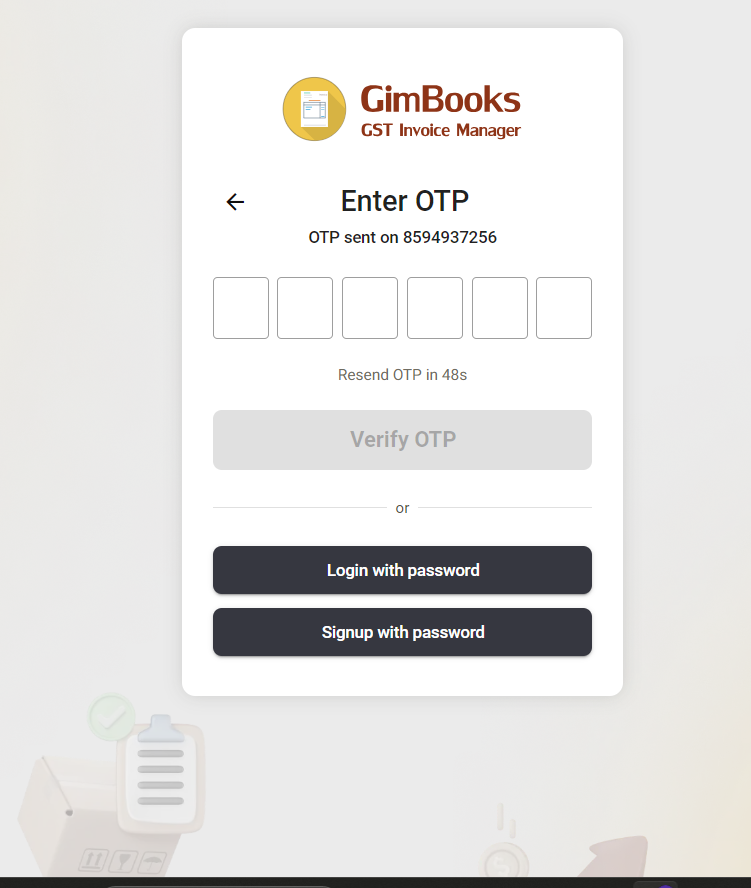 GimBooks
GST Invoice Manager
Enter OTP
OTP sent on 8594937256
Resend OTP in 48s
Verify OTP
or
Login with password
Signup with password